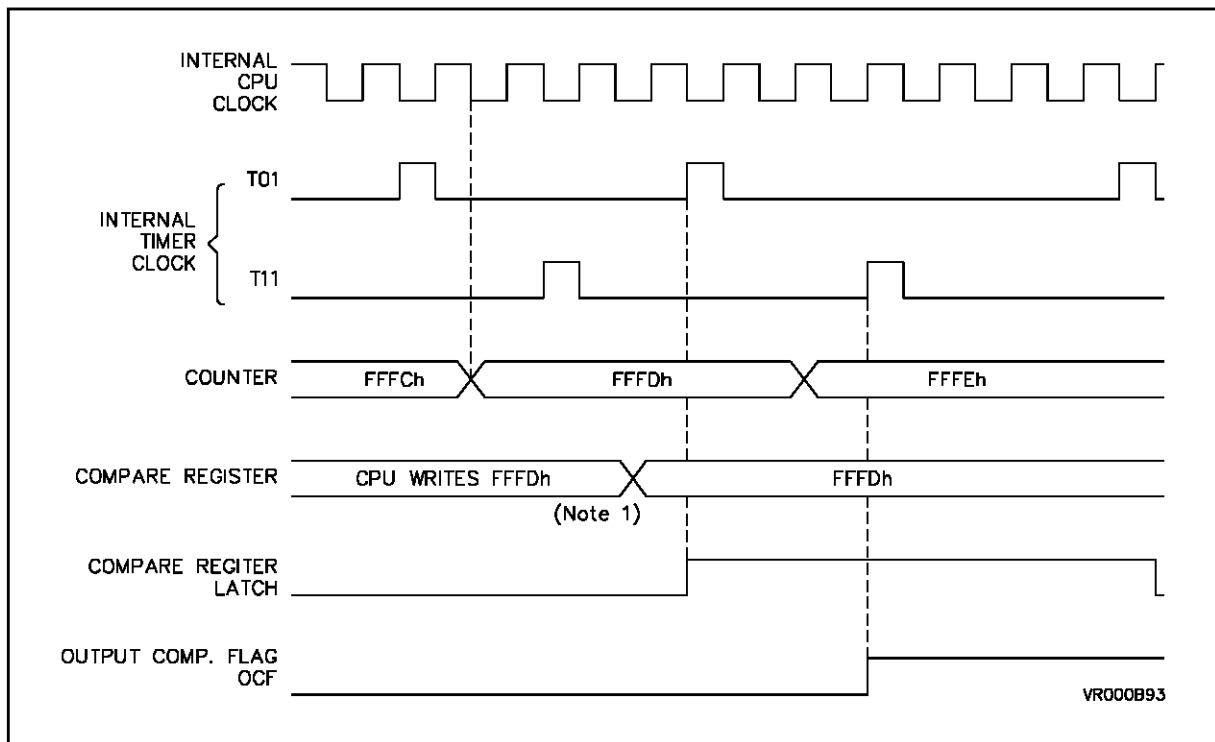 INTERNAL
CPU
CLOCK
T01
INTERNAL
TIMER
CLOCK
T11
COUNTER
FFFCh
FFFDh
FFFEh
COMPARE REGISTER
CPU WRITES FFFDh
FFFDh
(Note 1)
COMPARE REGITER
LATCH
OUTPUT COMP. FLAG
OCF
VR000B93